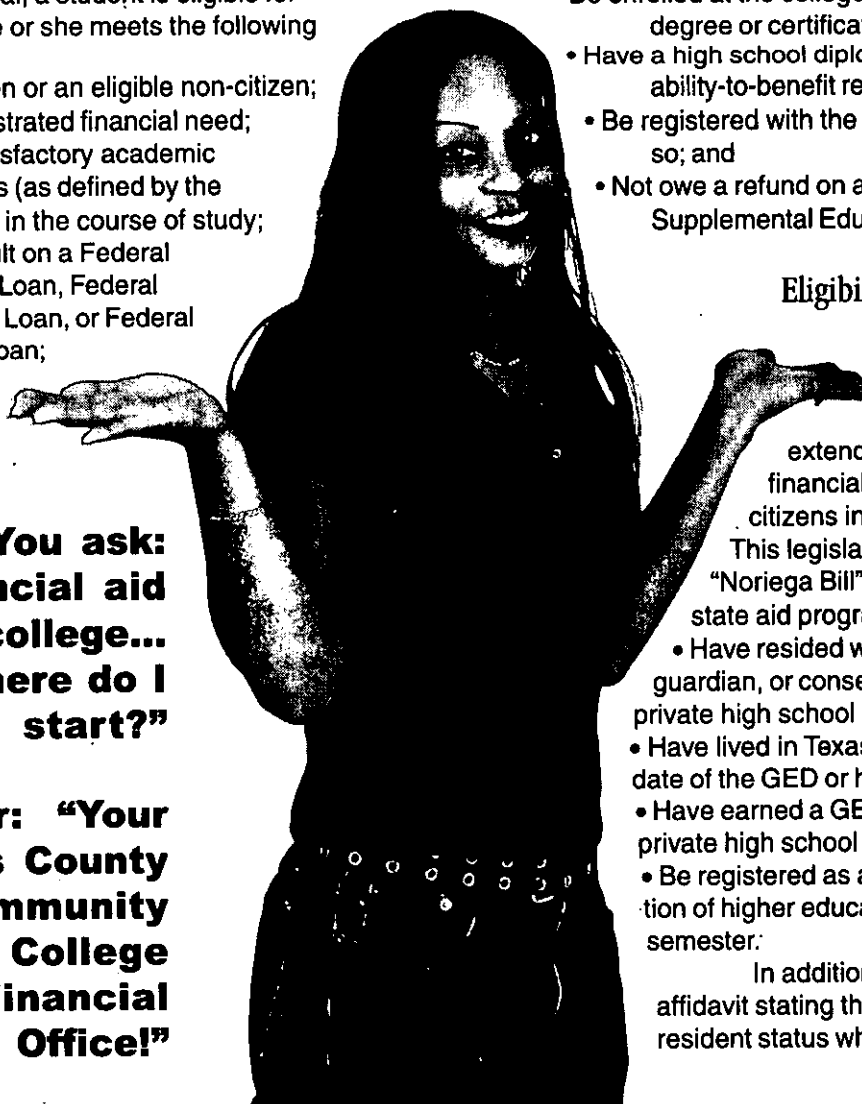 a student is eligible for
e or she meets the following
n or an eligible non-citizen;
strated financial need;
sfactory academic
s (as defined by the
in the course of study;
lt on a Federal
Loan, Federal
Loan, or Federal
oan;
You ask:
ncial aid
college...
here do I
start?”
r: “Your
s County
mmunity
College
inancial
Office!”
Be enrolled at the college
degree or certifica
• Have a high school diplo
ability-to-benefit re
• Be registered with the
so; and
• Not owe a refund on a
Supplemental Edu
Eligibi
extend
financial
citizens in
This legisla
“Noriega Bill”
state aid progra
• Have resided w
guardian, or conse
private high school
• Have lived in Texas
date of the GED or h
• Have earned a GE
private high school
• Be registered as a
tion of higher educa
semester.
In addition
affidavit stating th
resident status wh